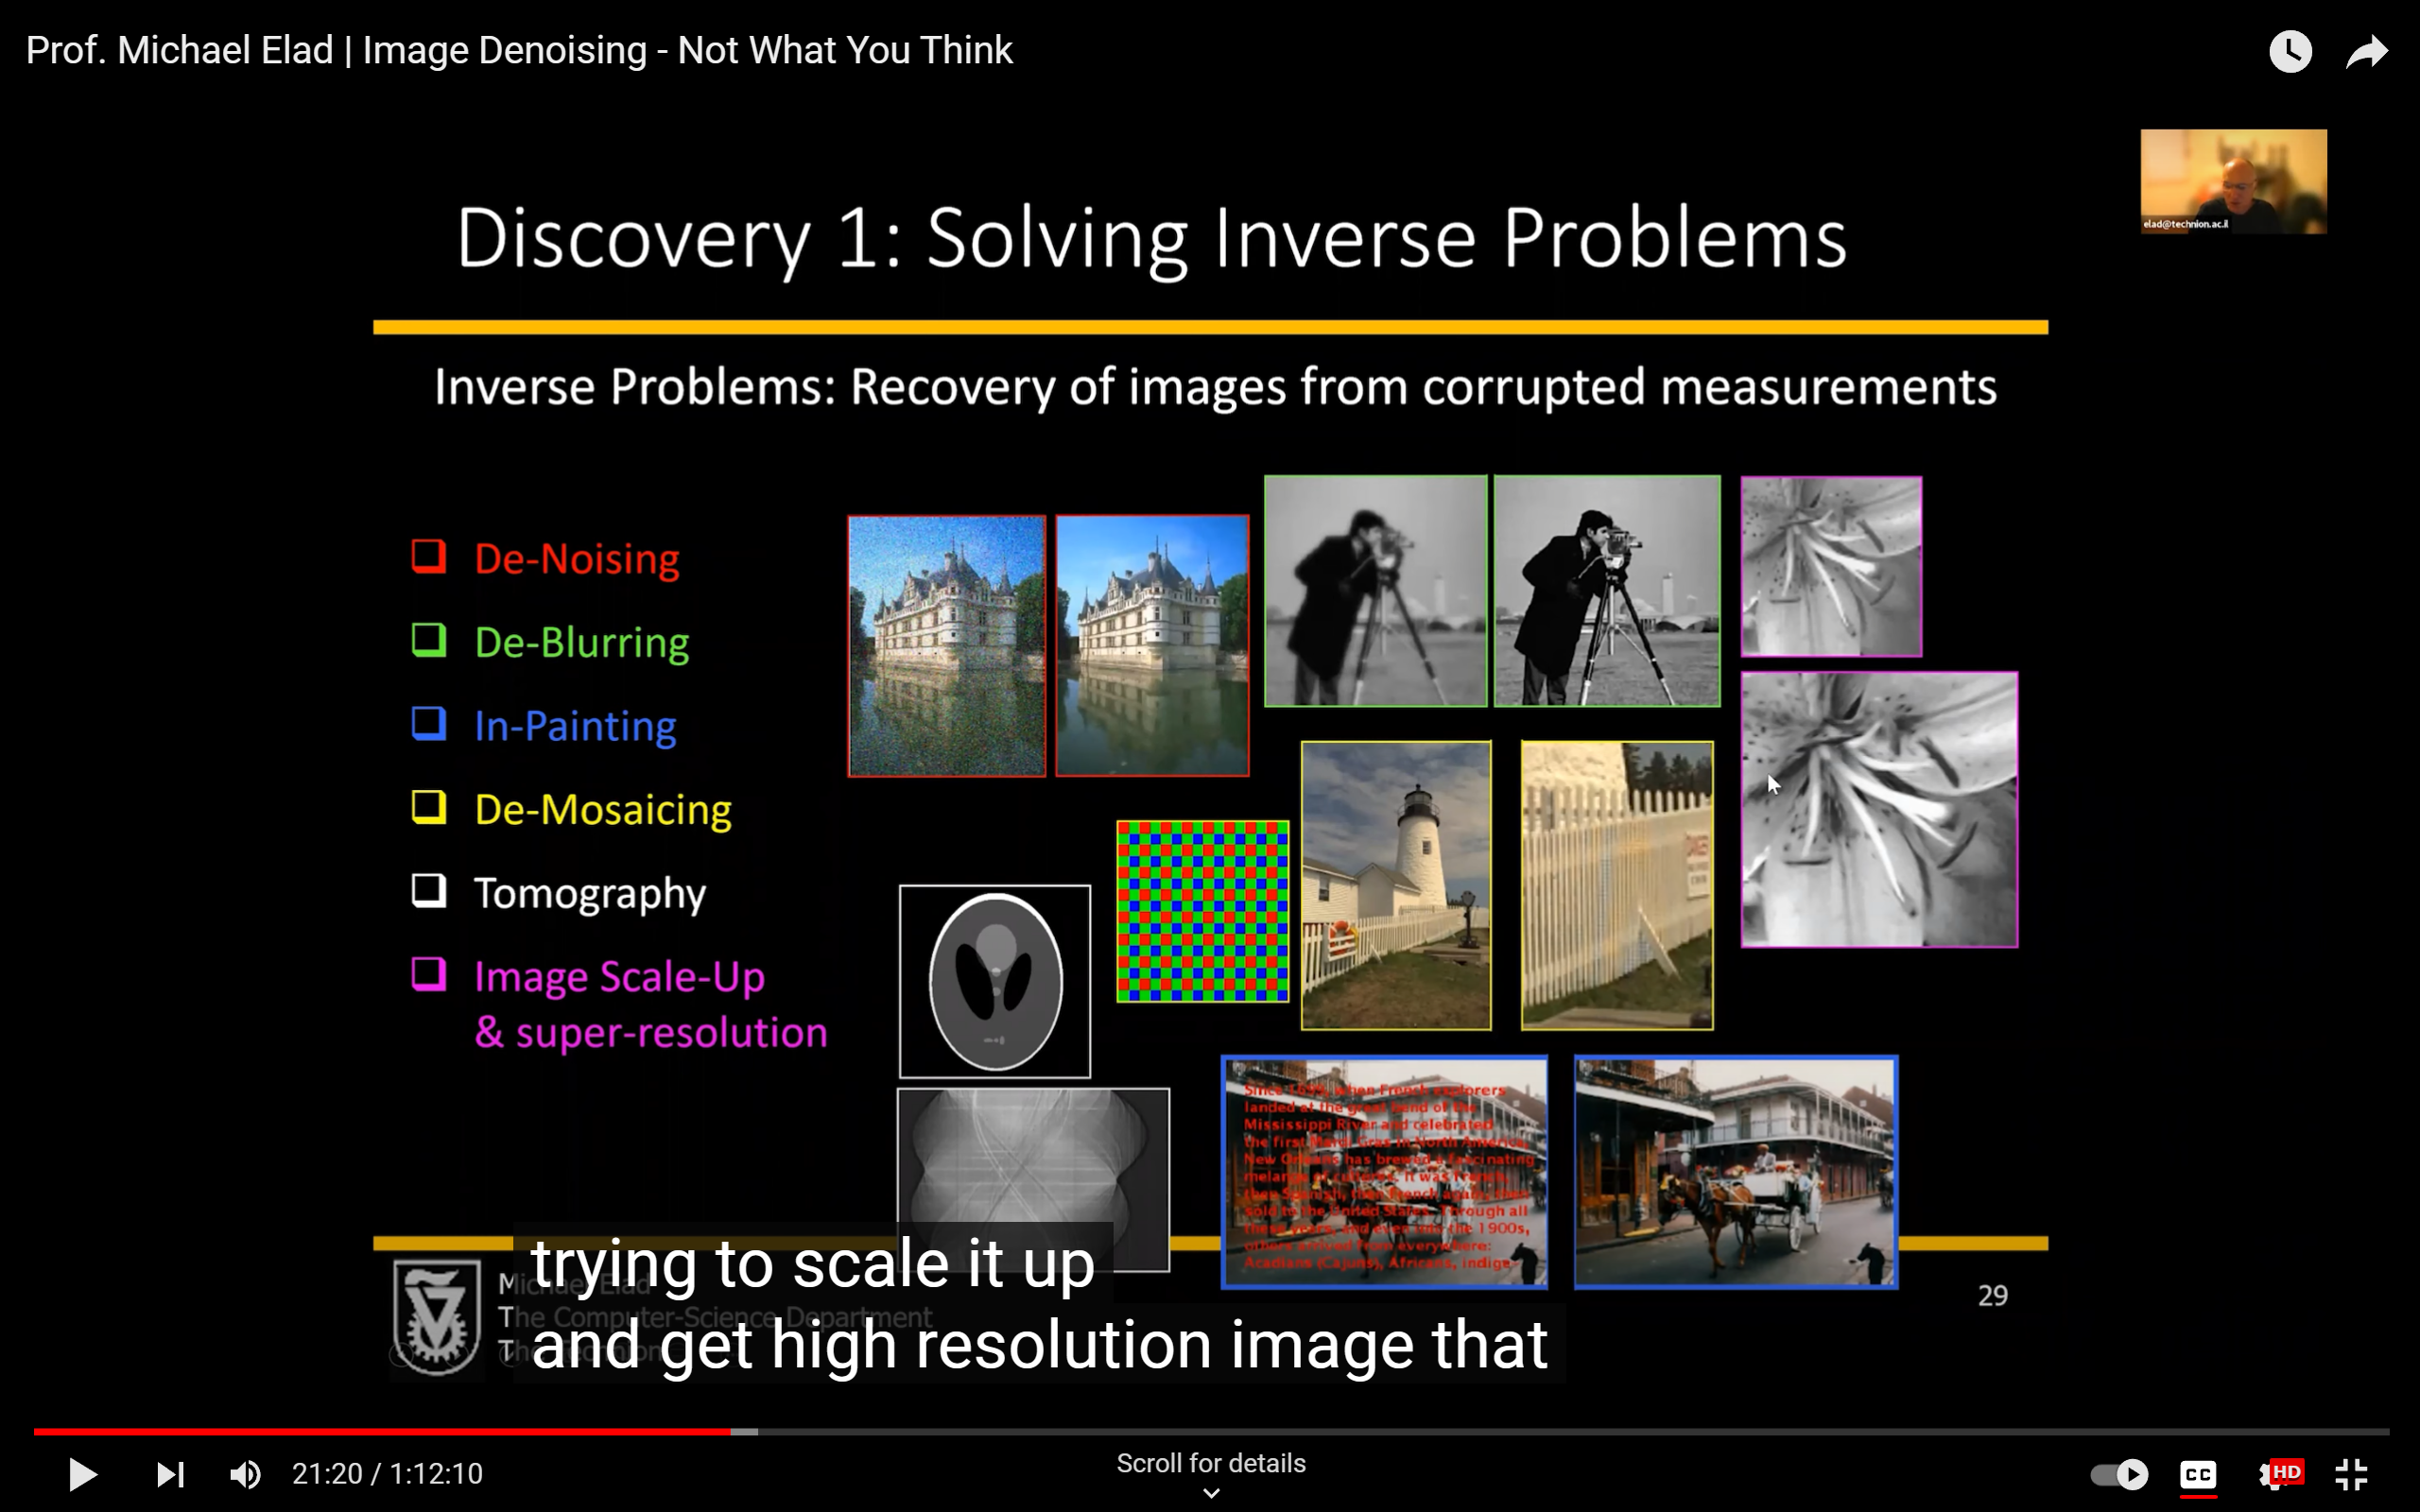 Prof. Michael Elad | Image Denoising - Not What You Think
elad@technion.ac.il
Discovery 1: Solving Inverse Problems
Inverse Problems: Recovery of images from corrupted measurements
De-Noising
De-Blurring
In-Painting
De-Mosaicing
Tomography
Image Scale-Up
& super-resolution
Since 1699, when French explorers
landed at the great bend of the
Mississippi River and celebrated
the first Mardi Gras in North America,
New Orleans has brewed a fascinating
melange of cultures. It was French,
then Spanish, then French again, then
sold to the United States. Through all
these years, and even into the 1900s,
others arrived from everywhere:
Acadians (Cajuns), Africans, indige-
Michael Elad
The Computer-Science Department
The Technion
29
trying to scale it up
and get high resolution image that
21:20 / 1:12:10
Scroll for details
CC
HD